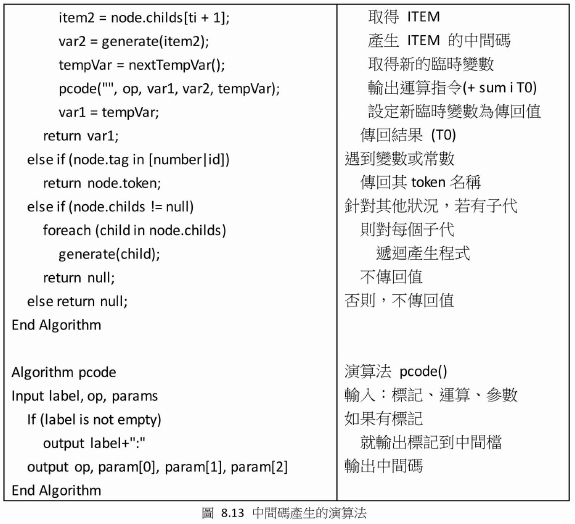 item2 = node.childs[ti + 1]; 取得 ITEM
var2 = generate(item2); 產生 ITEM 的中間碼
tempVar = nextTempVar(); 取得新的臨時變數
pcode("", op, var1, var2, tempVar); 輸出運算指令(+ sum i T0)
var1 = tempVar; 設定新臨時變數為傳回值
return var1; 傳回結果 (T0)
else if (node.tag in [number|id]) 遇到變數或常數
return node.token; 傳回其 token 名稱
else if (node.childs != null) 針對其他狀況，若有子代
foreach (child in node.childs) 則對每個子代
generate(child); 遞迴產生程式
return null; 不傳回值
else return null; 否則，不傳回值
End Algorithm
Algorithm pcode 演算法 pcode()
Input label, op, params 輸入：標記、運算、參數
If (label is not empty) 如果有標記
output label+":" 就輸出標記到中間檔
output op, param[0], param[1], param[2] 輸出中間碼
End Algorithm
圖 8.13 中間碼產生的演算法